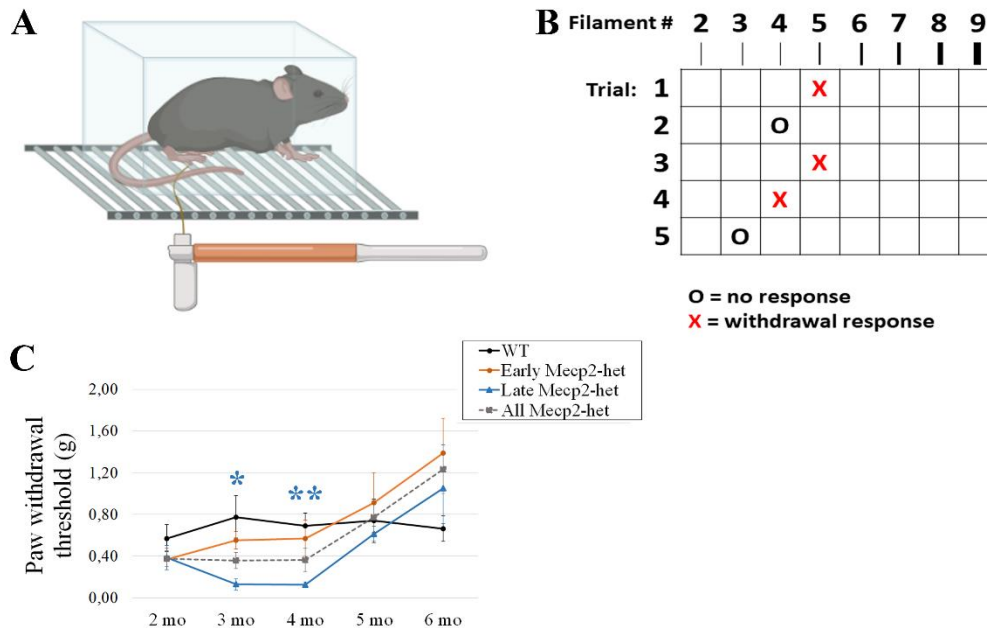 A
B
Filament # 2 3 4 5 6 7 8 9
Trial: 1 X
2 O
3 X
4 X
5 O
O = no response
X = withdrawal response
C
WT
Early Mecp2-het
Late Mecp2-het
All Mecp2-het
Paw withdrawal
threshold (g)
2,00
1,60
1,20
0,80
0,40
0,00
*
**
2 mo 3 mo 4 mo 5 mo 6 mo